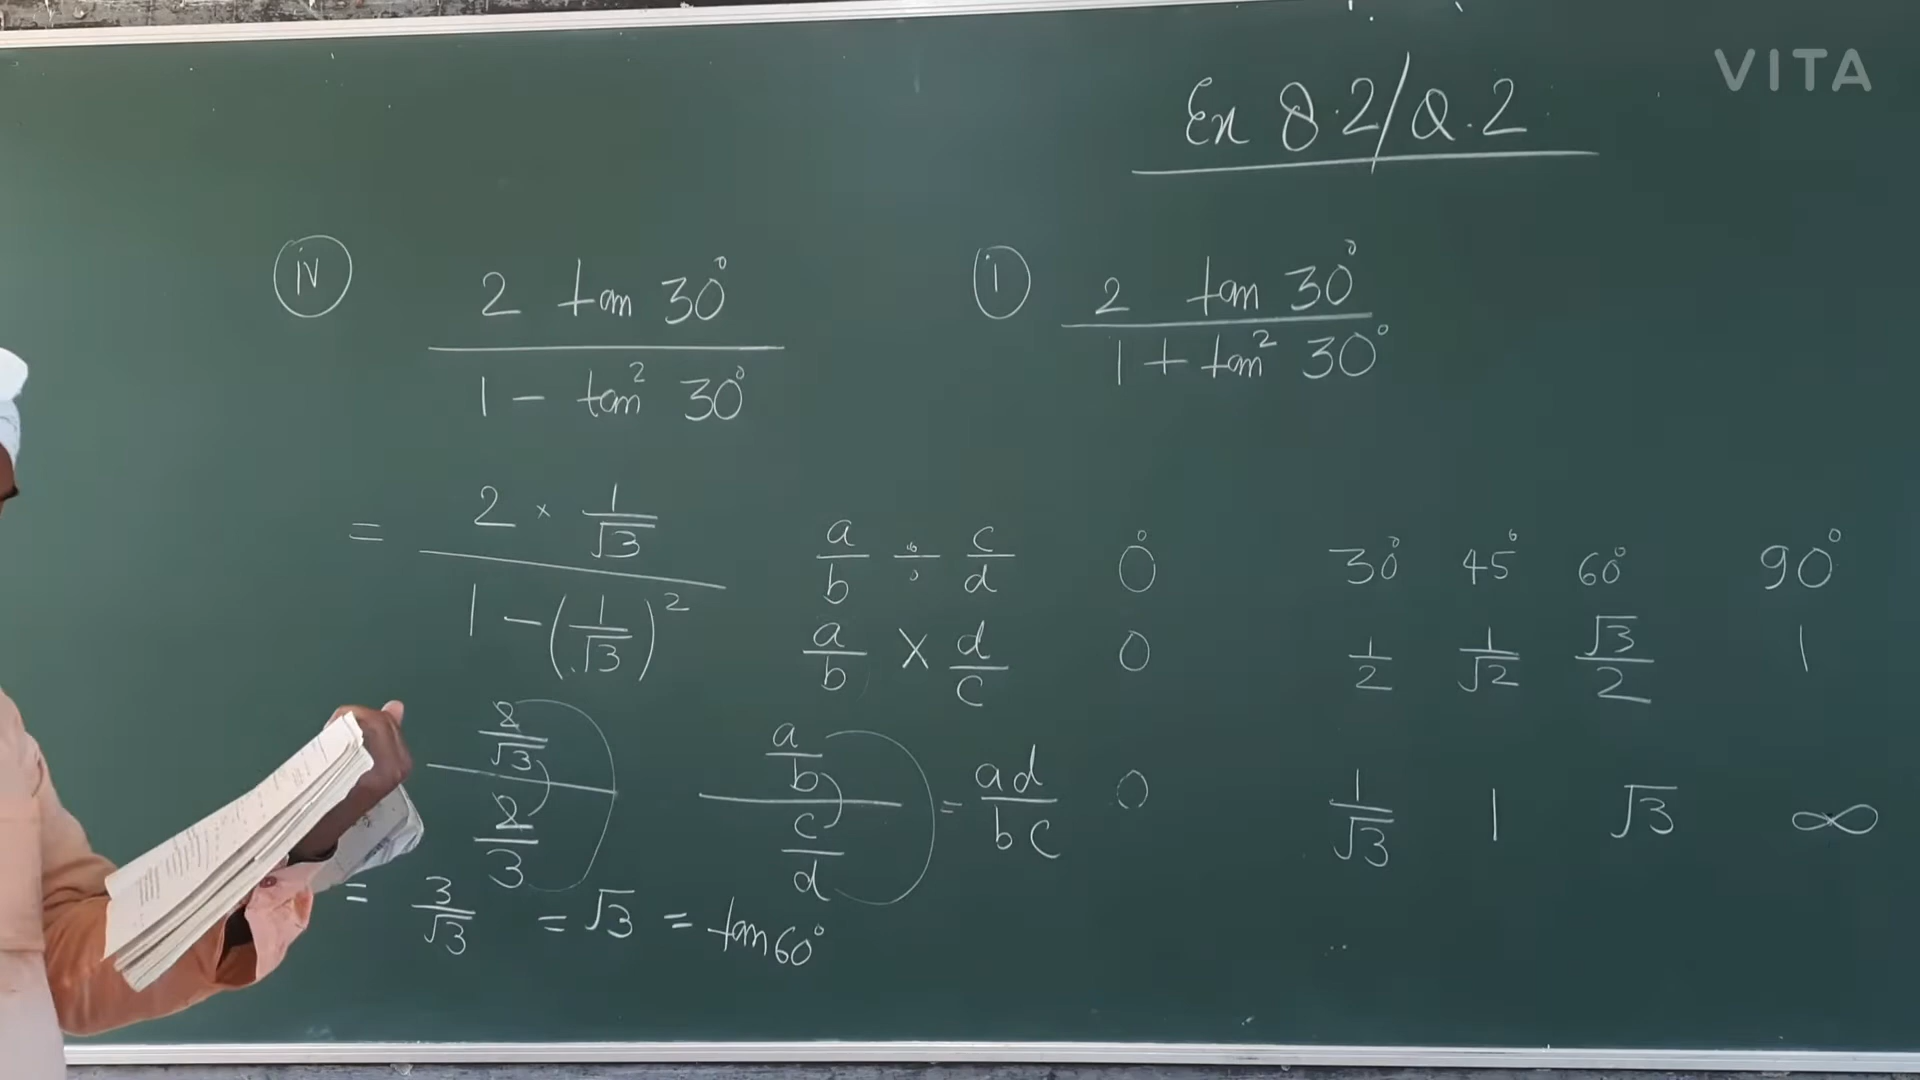 VITA
Ex 8.2/Q.2
(iv) 2 tan 30° / 1 - tan² 30°
(i) 2 tan 30° / 1 + tan² 30°
= 2 × 1/√3 / 1 - (1/√3)²
2/√3 / 2/3
= 3/√3 = √3 = tan 60°
a/b ÷ c/d
a/b × d/c
a/b / c/d = ad/bc
0° 30° 45° 60° 90°
0 1/2 1/√2 √3/2 1
0 1/√3 1 √3 ∞